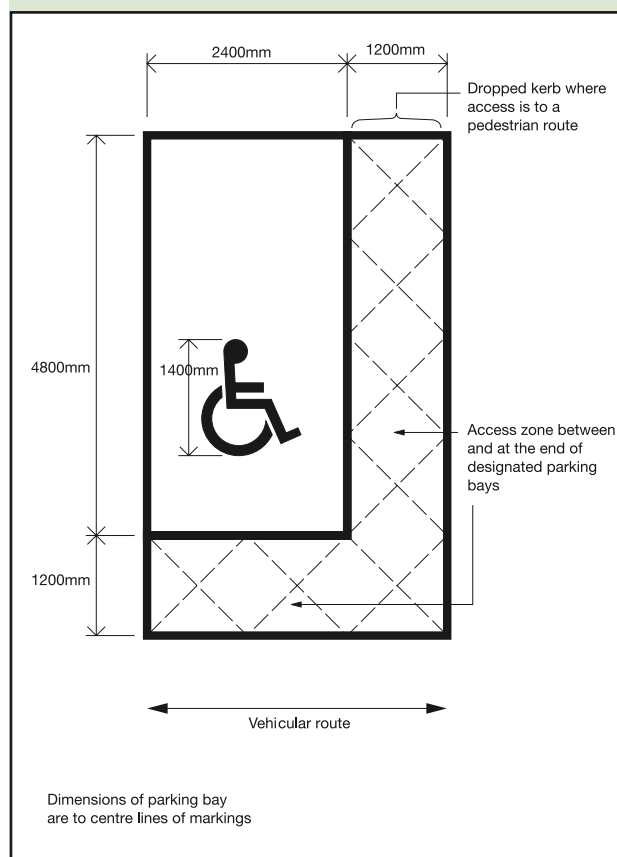 2400mm
1200mm
Dropped kerb where
access is to a
pedestrian route
4800mm
1400mm
Access zone between
and at the end of
designated parking
bays
1200mm
Vehicular route
Dimensions of parking bay
are to centre lines of markings